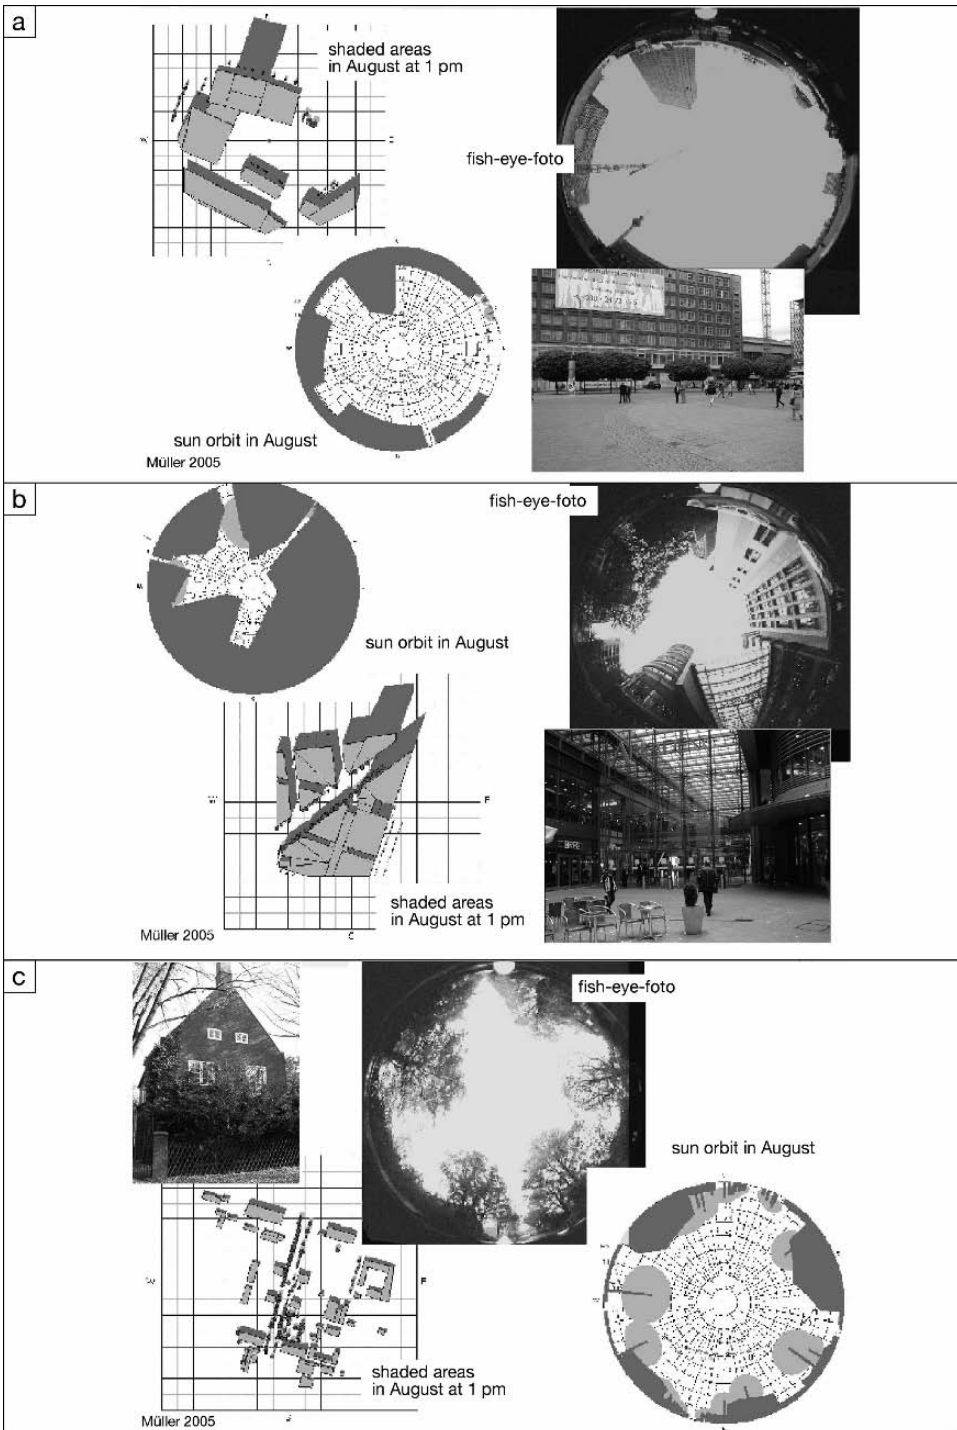 a
shaded areas
in August at 1 pm
fish-eye-foto
sun orbit in August
Müller 2005
b
fish-eye-foto
sun orbit in August
shaded areas
in August at 1 pm
Müller 2005
c
fish-eye-foto
sun orbit in August
shaded areas
in August at 1 pm
Müller 2005